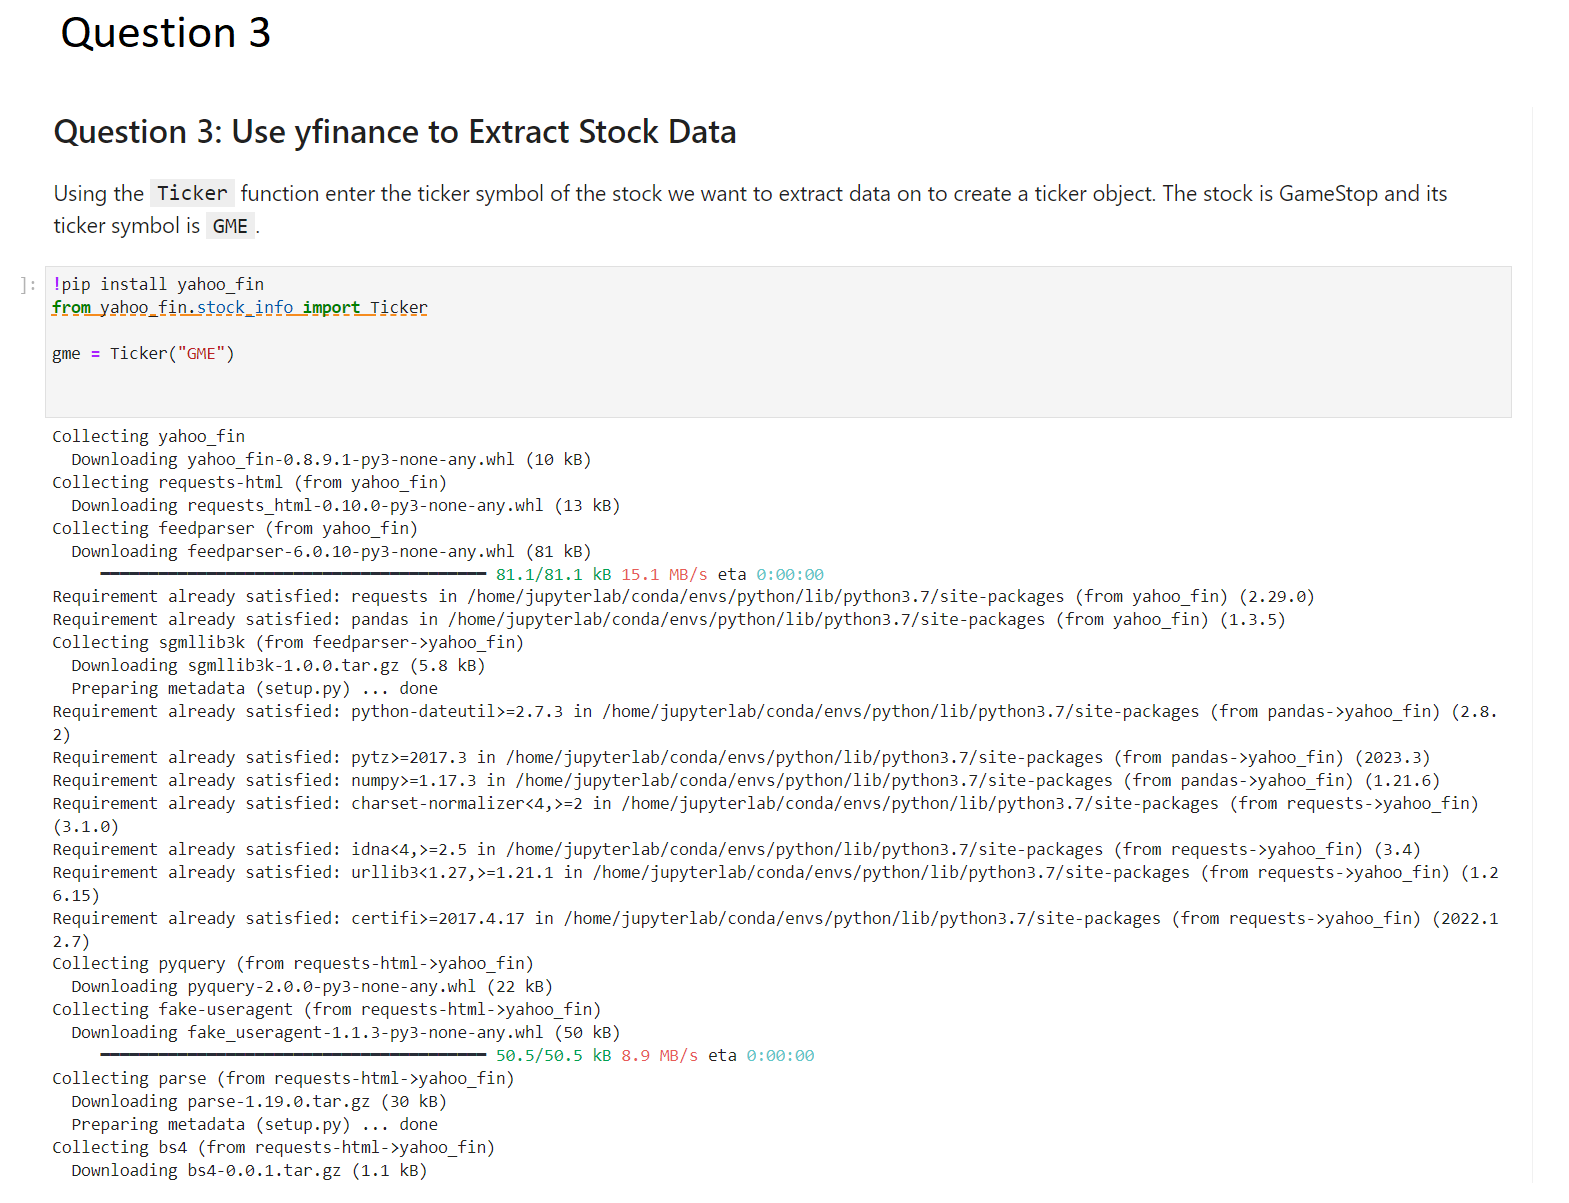 Question 3
Question 3: Use yfinance to Extract Stock Data
Using the Ticker function enter the ticker symbol of the stock we want to extract data on to create a ticker object. The stock is GameStop and its
ticker symbol is GME .
]: !pip install yahoo_fin
from yahoo_fin.stock_info import Ticker
gme = Ticker("GME")
Collecting yahoo_fin
  Downloading yahoo_fin-0.8.9.1-py3-none-any.whl (10 kB)
Collecting requests-html (from yahoo_fin)
  Downloading requests_html-0.10.0-py3-none-any.whl (13 kB)
Collecting feedparser (from yahoo_fin)
  Downloading feedparser-6.0.10-py3-none-any.whl (81 kB)
81.1/81.1 kB 15.1 MB/s eta 0:00:00
Requirement already satisfied: requests in /home/jupyterlab/conda/envs/python/lib/python3.7/site-packages (from yahoo_fin) (2.29.0)
Requirement already satisfied: pandas in /home/jupyterlab/conda/envs/python/lib/python3.7/site-packages (from yahoo_fin) (1.3.5)
Collecting sgmllib3k (from feedparser->yahoo_fin)
  Downloading sgmllib3k-1.0.0.tar.gz (5.8 kB)
  Preparing metadata (setup.py) ... done
Requirement already satisfied: python-dateutil>=2.7.3 in /home/jupyterlab/conda/envs/python/lib/python3.7/site-packages (from pandas->yahoo_fin) (2.8.
2)
Requirement already satisfied: pytz>=2017.3 in /home/jupyterlab/conda/envs/python/lib/python3.7/site-packages (from pandas->yahoo_fin) (2023.3)
Requirement already satisfied: numpy>=1.17.3 in /home/jupyterlab/conda/envs/python/lib/python3.7/site-packages (from pandas->yahoo_fin) (1.21.6)
Requirement already satisfied: charset-normalizer<4,>=2 in /home/jupyterlab/conda/envs/python/lib/python3.7/site-packages (from requests->yahoo_fin)
(3.1.0)
Requirement already satisfied: idna<4,>=2.5 in /home/jupyterlab/conda/envs/python/lib/python3.7/site-packages (from requests->yahoo_fin) (3.4)
Requirement already satisfied: urllib3<1.27,>=1.21.1 in /home/jupyterlab/conda/envs/python/lib/python3.7/site-packages (from requests->yahoo_fin) (1.2
6.15)
Requirement already satisfied: certifi>=2017.4.17 in /home/jupyterlab/conda/envs/python/lib/python3.7/site-packages (from requests->yahoo_fin) (2022.1
2.7)
Collecting pyquery (from requests-html->yahoo_fin)
  Downloading pyquery-2.0.0-py3-none-any.whl (22 kB)
Collecting fake-useragent (from requests-html->yahoo_fin)
  Downloading fake_useragent-1.1.3-py3-none-any.whl (50 kB)
50.5/50.5 kB 8.9 MB/s eta 0:00:00
Collecting parse (from requests-html->yahoo_fin)
  Downloading parse-1.19.0.tar.gz (30 kB)
  Preparing metadata (setup.py) ... done
Collecting bs4 (from requests-html->yahoo_fin)
  Downloading bs4-0.0.1.tar.gz (1.1 kB)